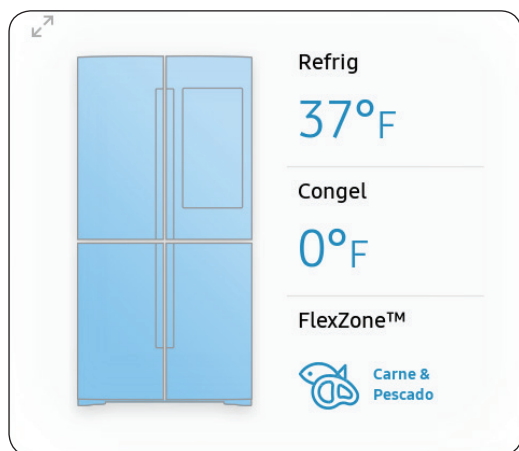 Refrig
37°F
Congel
0°F
FlexZone™
Carne &
Pescado